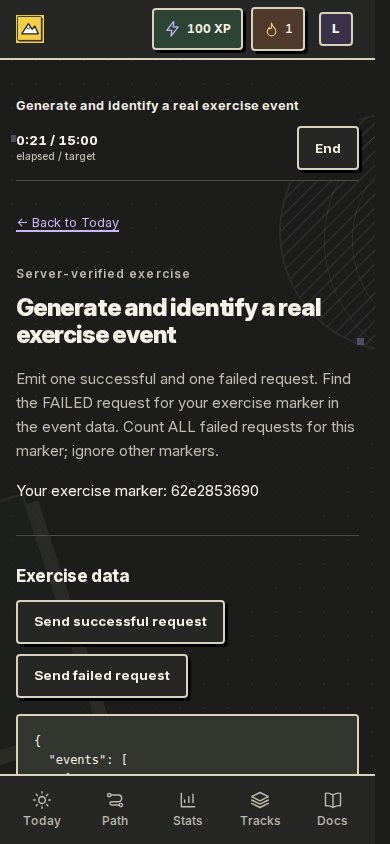 100 XP
1
L
Generate and identify a real exercise event
0:21 / 15:00
elapsed / target
End
← Back to Today
Server-verified exercise
Generate and identify a real
exercise event
Emit one successful and one failed request. Find
the FAILED request for your exercise marker in
the event data. Count ALL failed requests for this
marker; ignore other markers.
Your exercise marker: 62e2853690
Exercise data
Send successful request
Send failed request
{
"events": [
Today
Path
Stats
Tracks
Docs